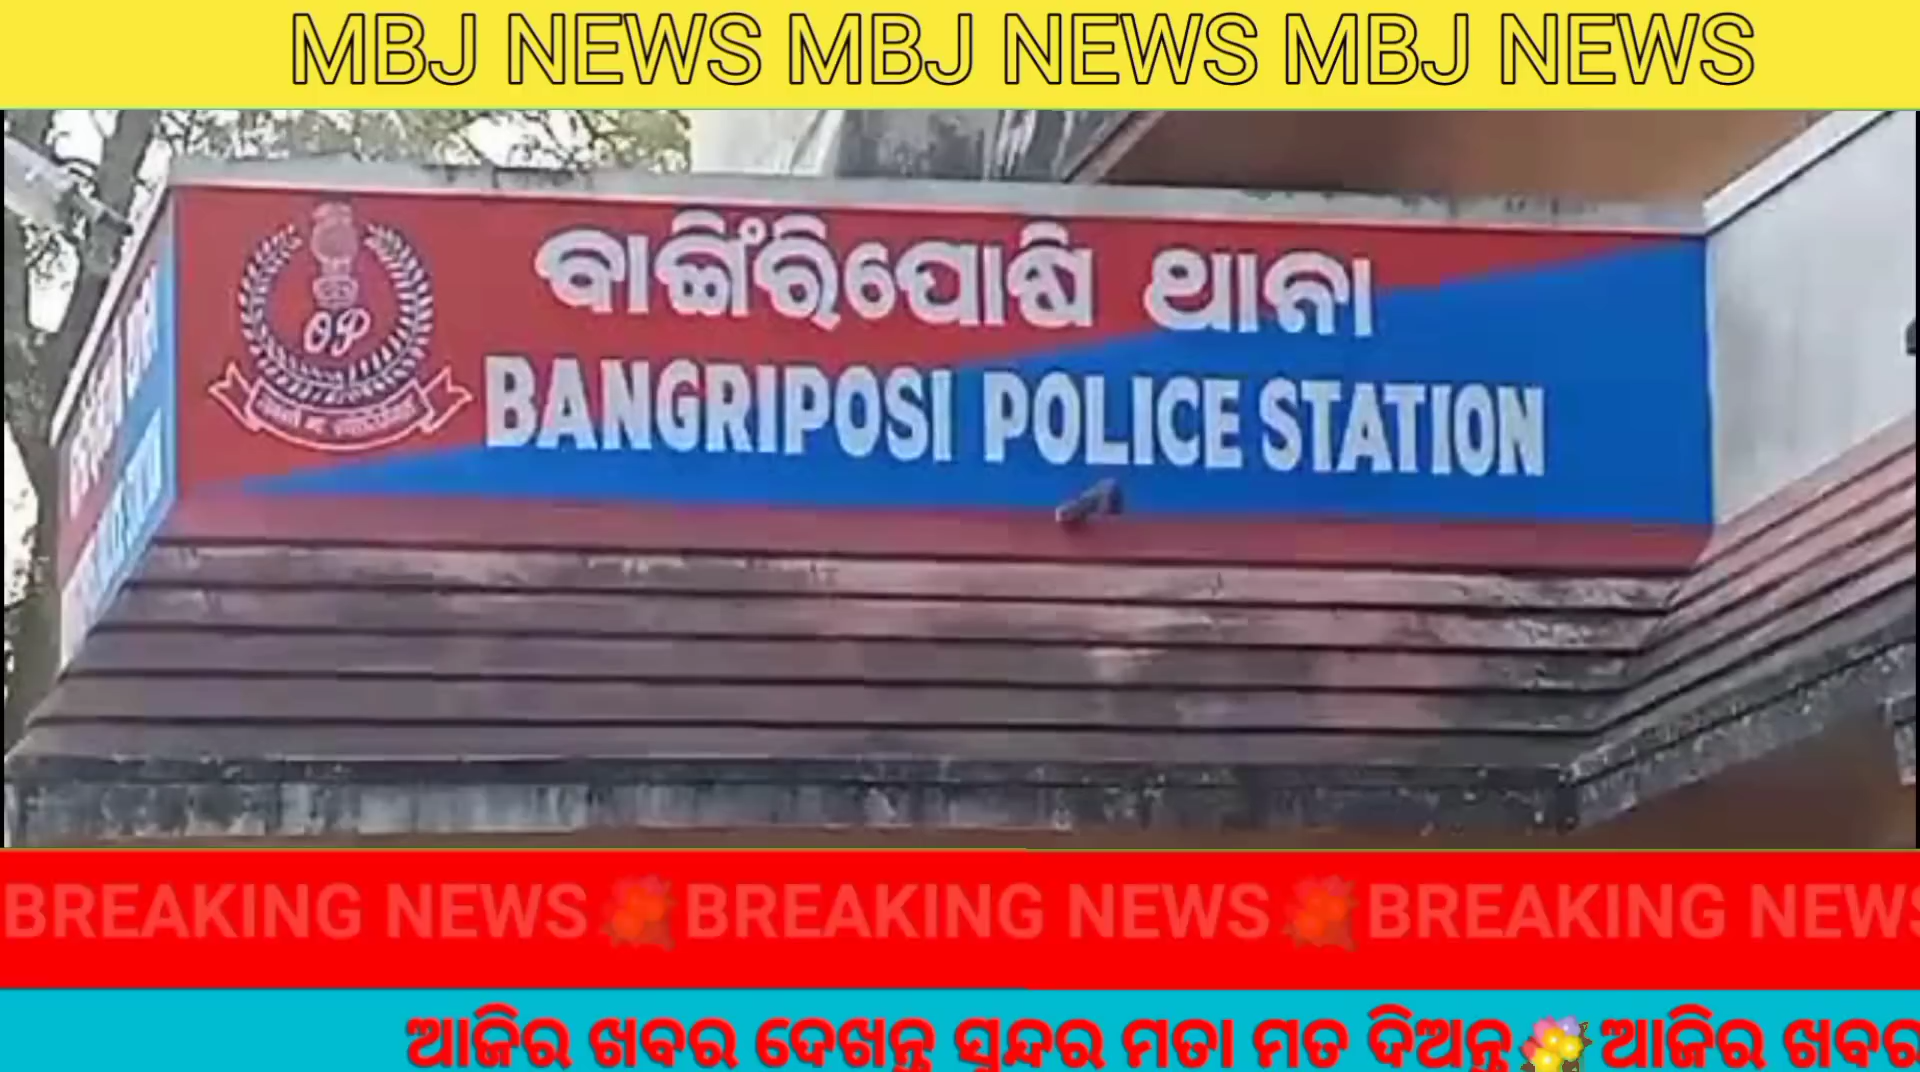 MBJ NEWS MBJ NEWS MBJ NEWS
ବାଙ୍ଗିରିପୋଷି ଥାନା
OP
BANGRIPOSI POLICE STATION
BREAKING NEWS BREAKING NEWS BREAKING NEWS
ଆଜିର ଖବର ଦେଖନ୍ତୁ ସୁନ୍ଦର ମତା ମତ ଦିଅନ୍ତୁ ଆଜିର ଖବର